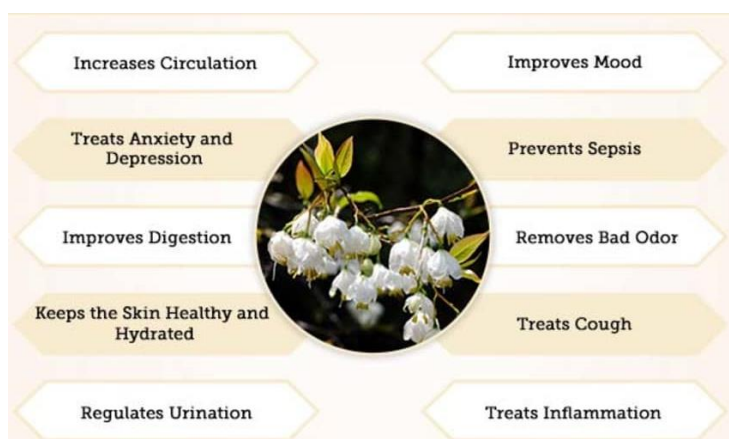 Increases Circulation
Improves Mood
Treats Anxiety and
Depression
Prevents Sepsis
Improves Digestion
Removes Bad Odor
Keeps the Skin Healthy and
Hydrated
Treats Cough
Regulates Urination
Treats Inflammation